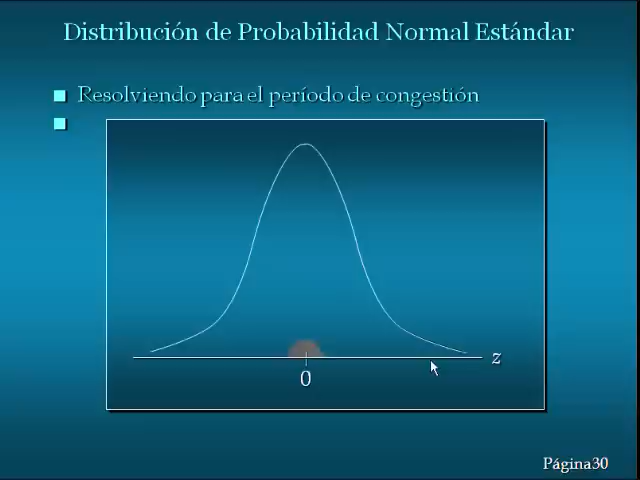 Distribución de Probabilidad Normal Estándar
Resolviendo para el período de congestión
z
0
Página30